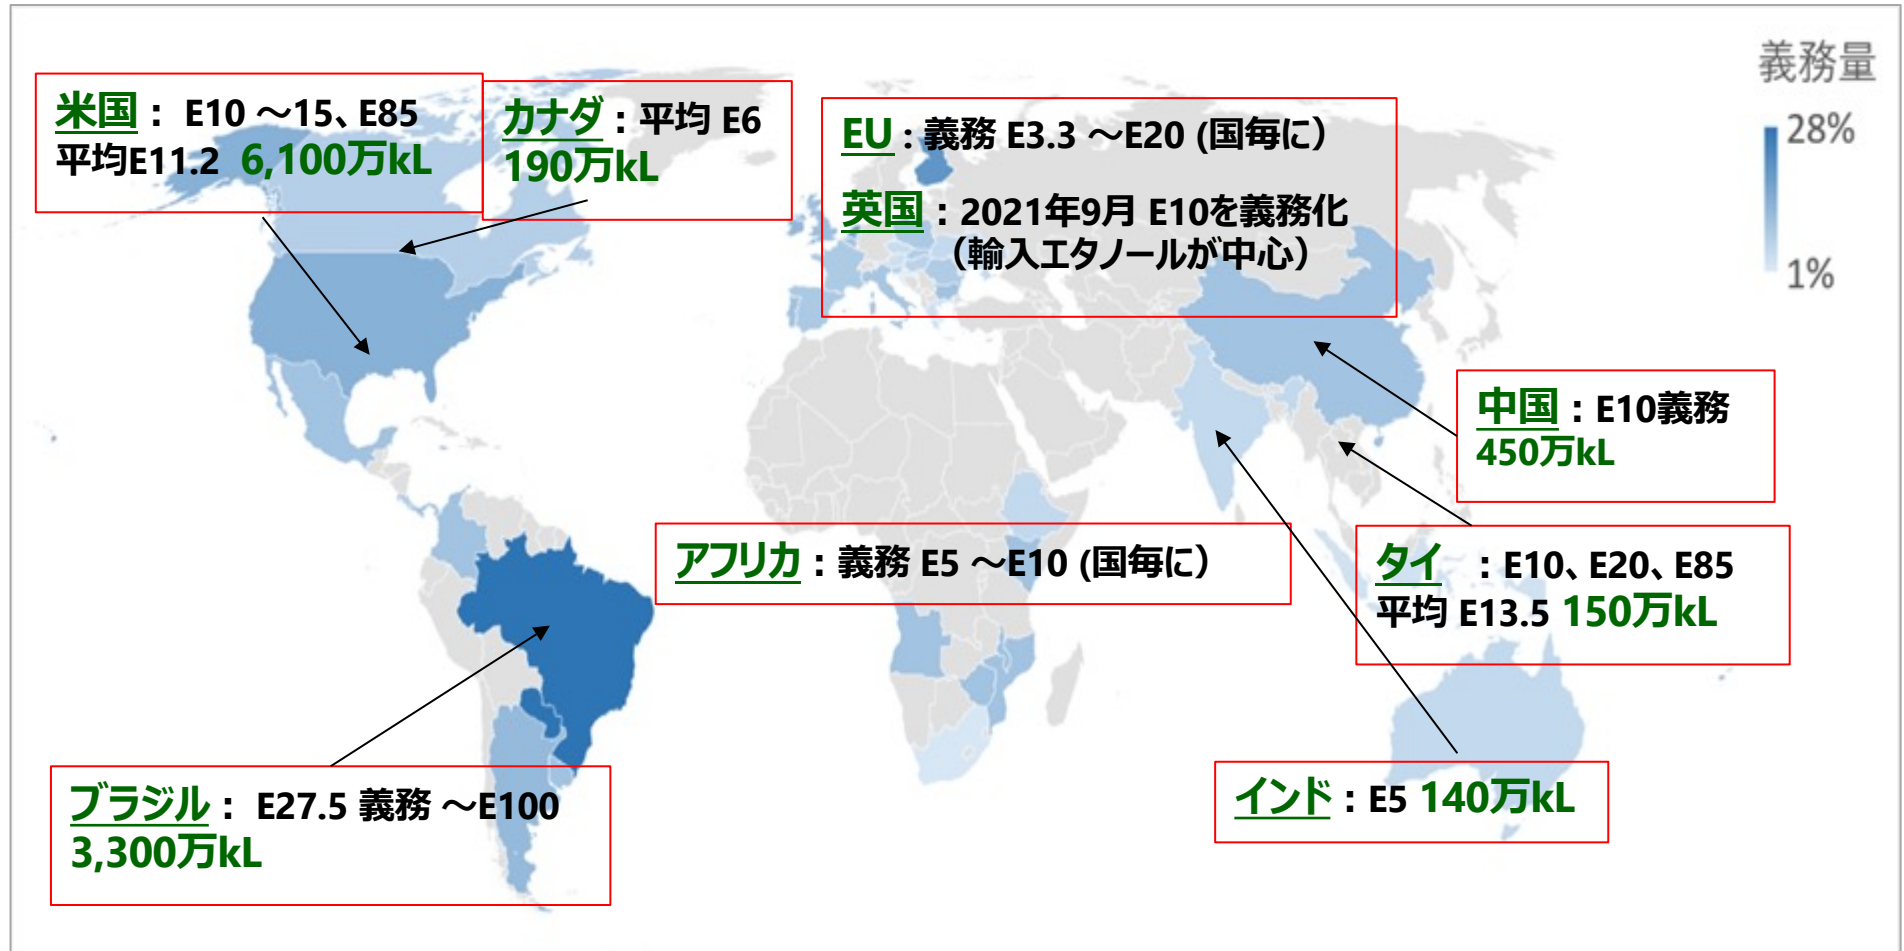 義務量
28%
1%
米国： E10 ～15、E85
平均E11.2 6,100万kL
カナダ：平均 E6
190万kL
EU：義務 E3.3 ～E20 (国毎に）
英国：2021年9月 E10を義務化
（輸入エタノールが中心）
中国：E10義務
450万kL
アフリカ：義務 E5 ～E10 (国毎に）
タイ ：E10、E20、E85
平均 E13.5 150万kL
ブラジル： E27.5 義務 ～E100
3,300万kL
インド：E5 140万kL